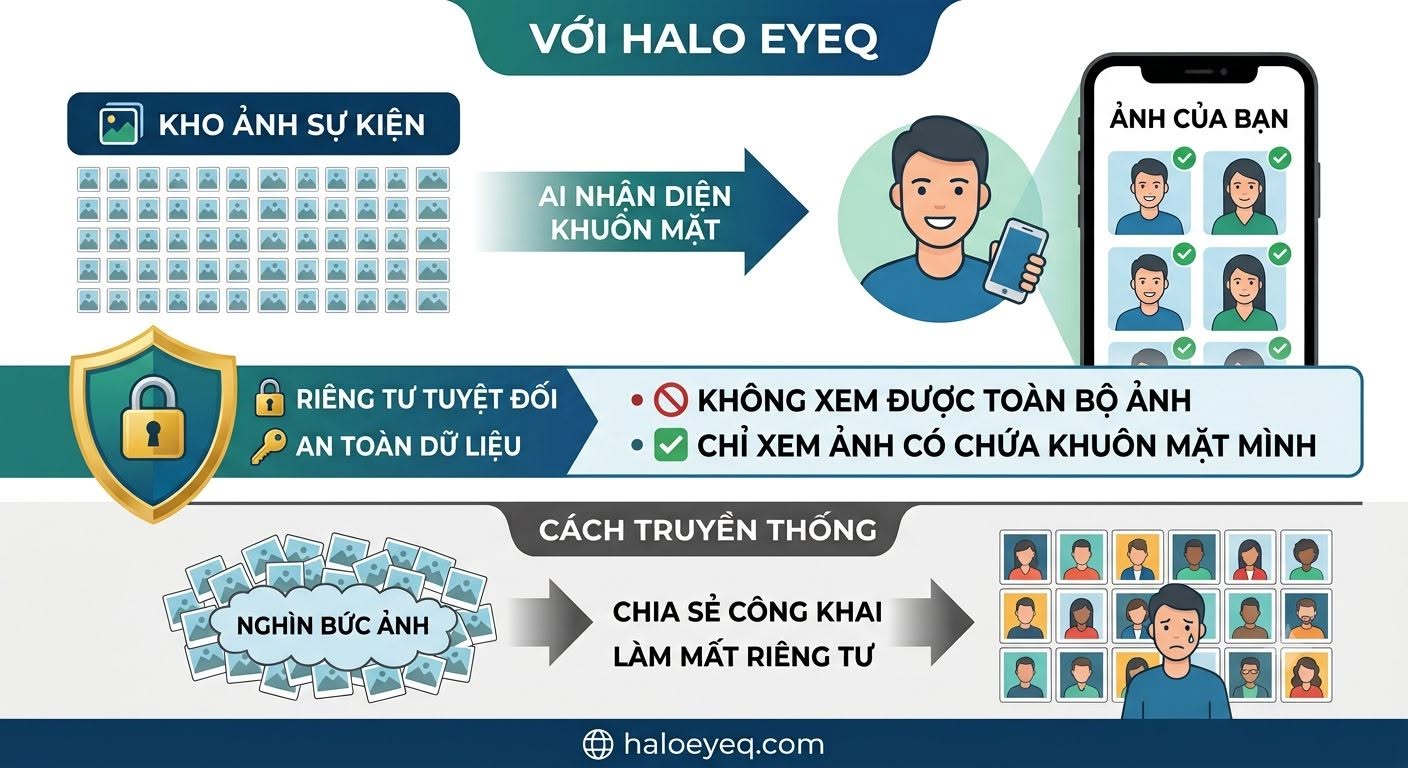 VỚI HALO EYEQ
KHO ẢNH SỰ KIỆN
AI NHẬN DIỆN
KHUÔN MẶT
ẢNH CỦA BẠN
RIÊNG TƯ TUYỆT ĐỐI
AN TOÀN DỮ LIỆU
• KHÔNG XEM ĐƯỢC TOÀN BỘ ẢNH
• CHỈ XEM ẢNH CÓ CHỨA KHUÔN MẶT MÌNH
CÁCH TRUYỀN THỐNG
NGHÌN BỨC ẢNH
CHIA SẺ CÔNG KHAI
LÀM MẤT RIÊNG TƯ
haloeyeq.com